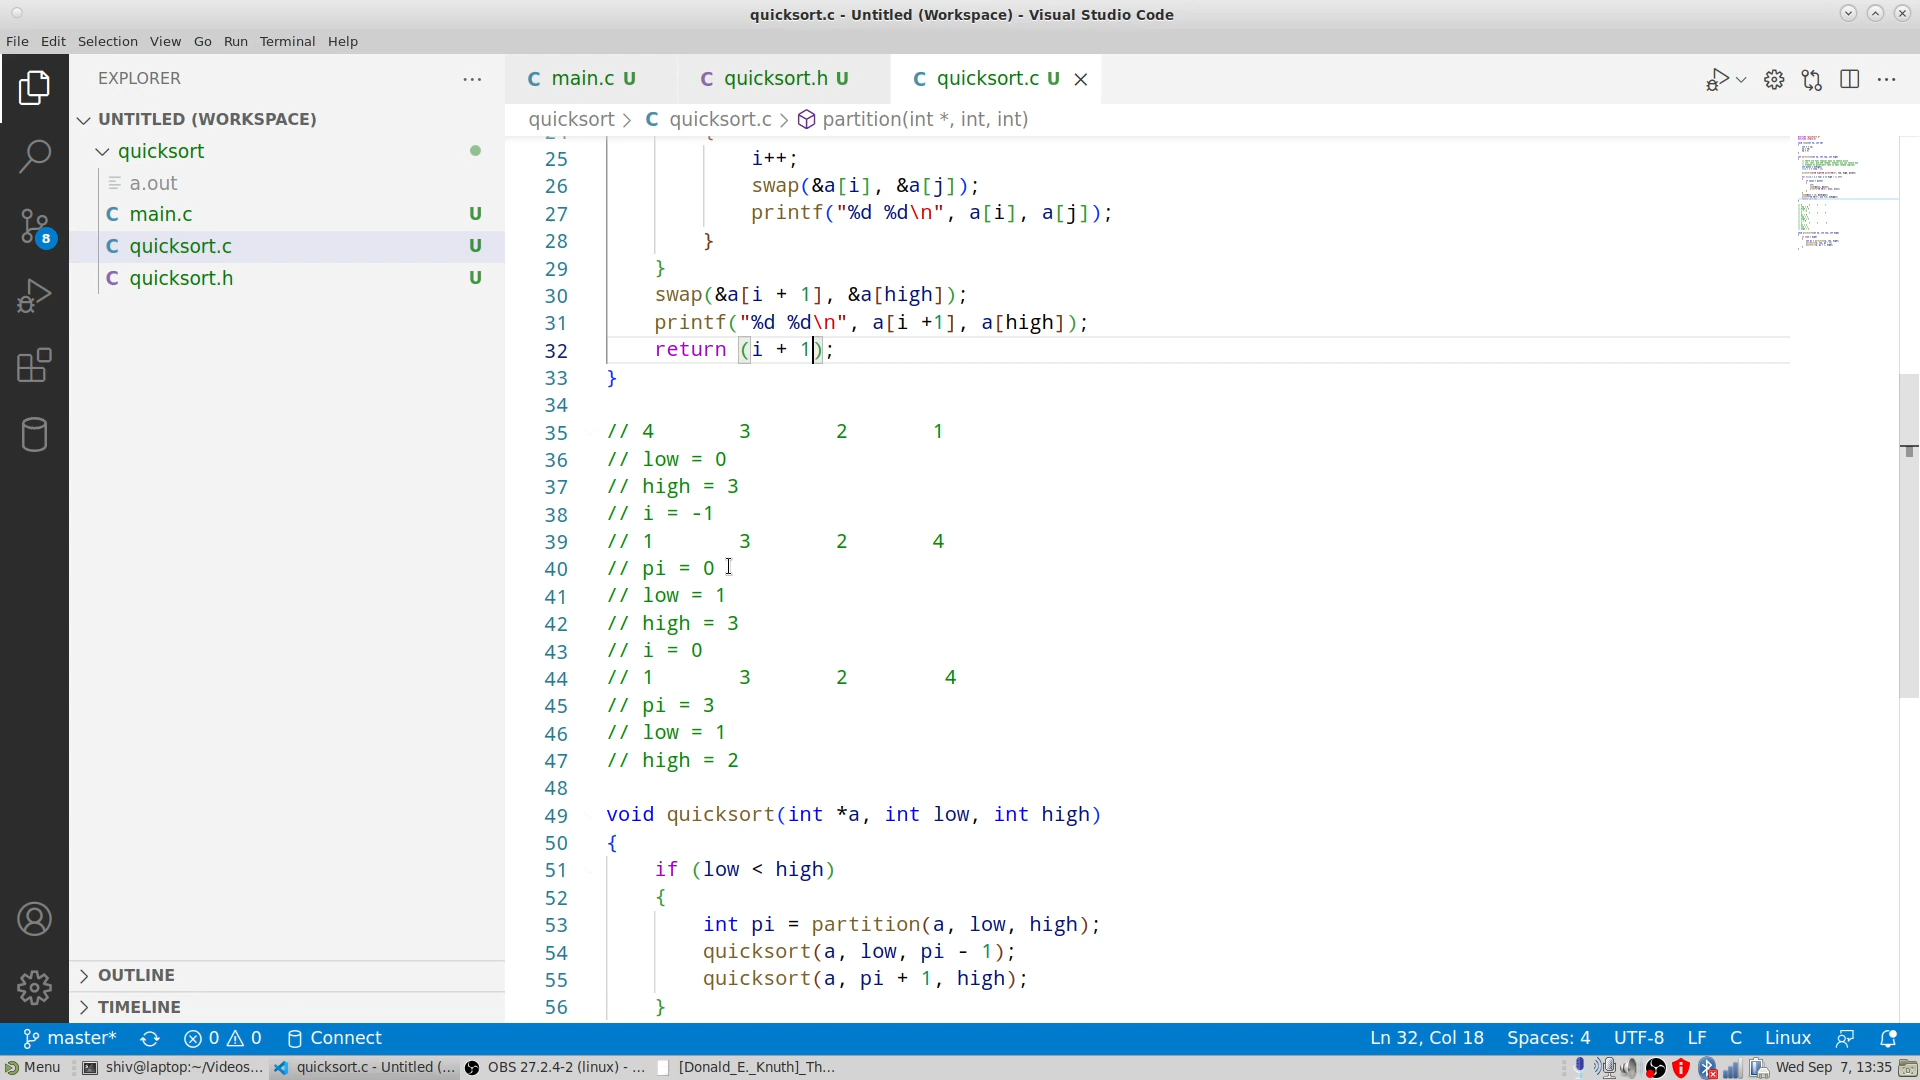 quicksort.c - Untitled (Workspace) - Visual Studio Code
File Edit Selection View Go Run Terminal Help
EXPLORER
UNTITLED (WORKSPACE)
quicksort
a.out
main.c U
quicksort.c U
quicksort.h U
8
OUTLINE
TIMELINE
C main.c U C quicksort.h U C quicksort.c U
quicksort > C quicksort.c > partition(int *, int, int)
25 i++;
26 swap(&a[i], &a[j]);
27 printf("%d %d\n", a[i], a[j]);
28 }
29 }
30 swap(&a[i + 1], &a[high]);
31 printf("%d %d\n", a[i +1], a[high]);
32 return (i + 1);
33 }
34
35 // 4 3 2 1
36 // low = 0
37 // high = 3
38 // i = -1
39 // 1 3 2 4
40 // pi = 0
41 // low = 1
42 // high = 3
43 // i = 0
44 // 1 3 2 4
45 // pi = 3
46 // low = 1
47 // high = 2
48
49 void quicksort(int *a, int low, int high)
50 {
51 if (low < high)
52 {
53 int pi = partition(a, low, high);
54 quicksort(a, low, pi - 1);
55 quicksort(a, pi + 1, high);
56 }
master* 0 0 Connect Ln 32, Col 18 Spaces: 4 UTF-8 LF C Linux
Menu shiv@laptop:~/Videos... quicksort.c - Untitled (... OBS 27.2.4-2 (linux) - ... [Donald_E._Knuth]_Th... Wed Sep 7, 13:35